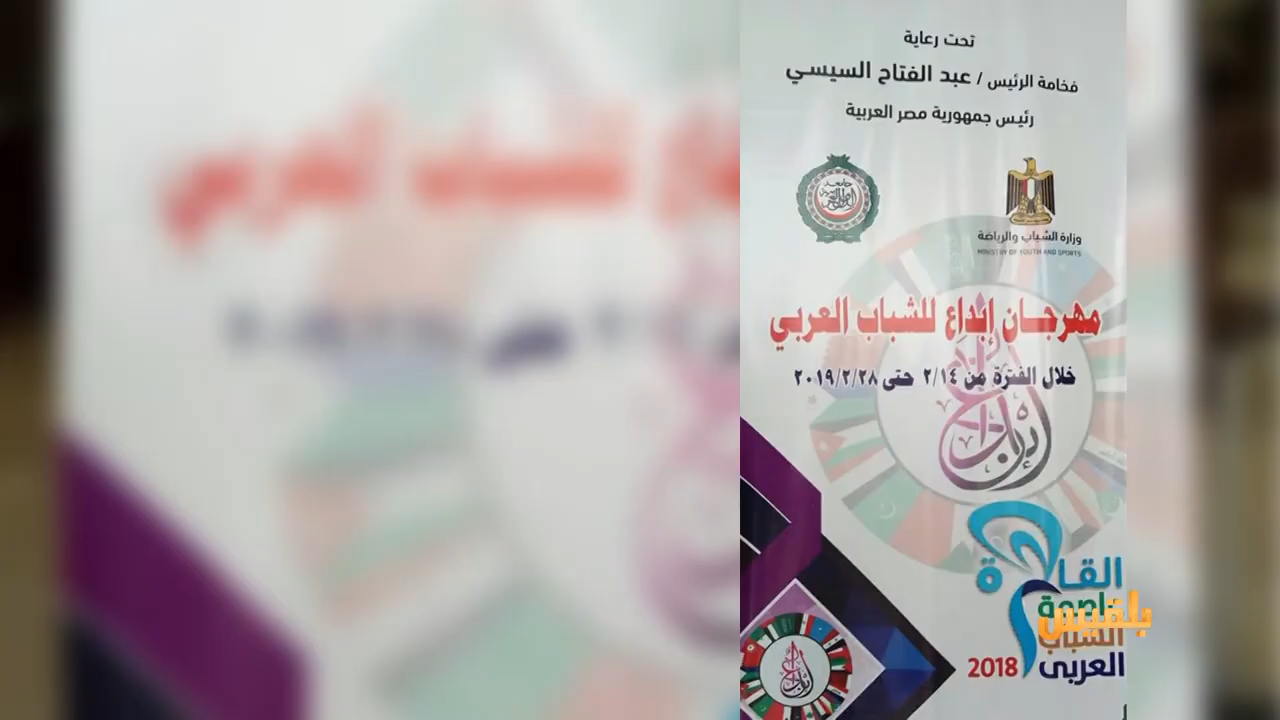 تحت رعاية
فخامة الرئيس / عبد الفتاح السيسي
رئيس جمهورية مصر العربية
وزارة الشباب والرياضة
MINISTRY OF YOUTH AND SPORTS
مهرجان إبداع للشباب العربي
خلال الفترة من ٢/١٤ حتى ٢٠١٩/٢/٢٨
إبداع
القاهرة
عاصمة
بلقيس
الشباب
العربى
2018
إبداع